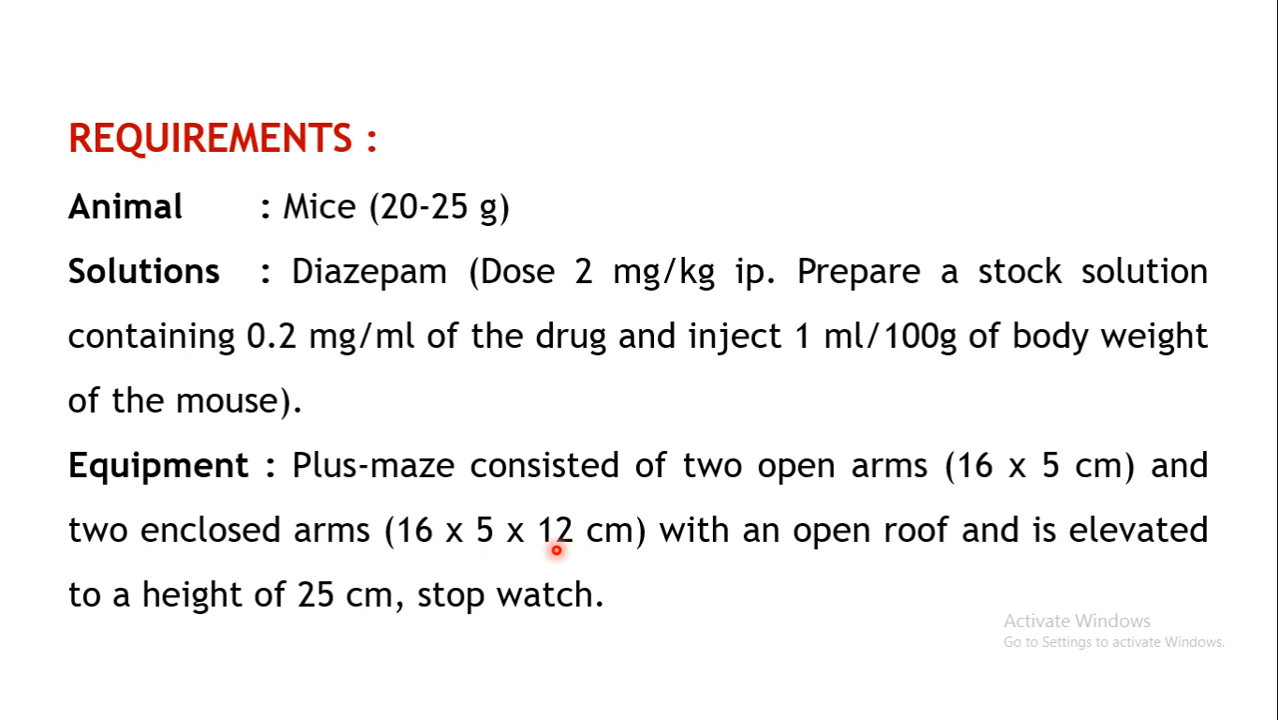 REQUIREMENTS :
Animal : Mice (20-25 g)
Solutions : Diazepam (Dose 2 mg/kg ip. Prepare a stock solution
containing 0.2 mg/ml of the drug and inject 1 ml/100g of body weight
of the mouse).
Equipment : Plus-maze consisted of two open arms (16 x 5 cm) and
two enclosed arms (16 x 5 x 12 cm) with an open roof and is elevated
to a height of 25 cm, stop watch.
Activate Windows
Go to Settings to activate Windows.